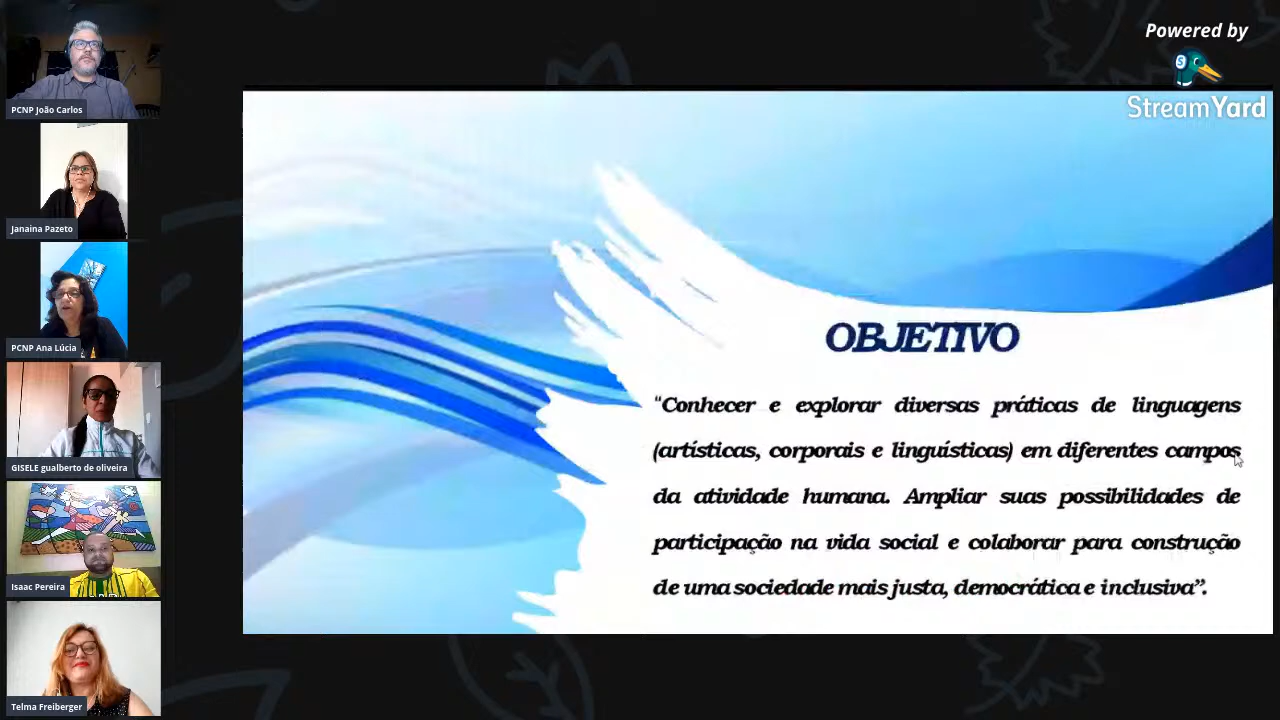 PCNP João Carlos
Janaina Pazeto
PCNP Ana Lúcia
GISELE gualberto de oliveira
Isaac Pereira
Telma Freiberger
Powered by
StreamYard
OBJETIVO
"Conhecer e explorar diversas práticas de linguagens
(artísticas, corporais e linguísticas) em diferentes campos
da atividade humana. Ampliar suas possibilidades de
participação na vida social e colaborar para construção
de uma sociedade mais justa, democrática e inclusiva”.